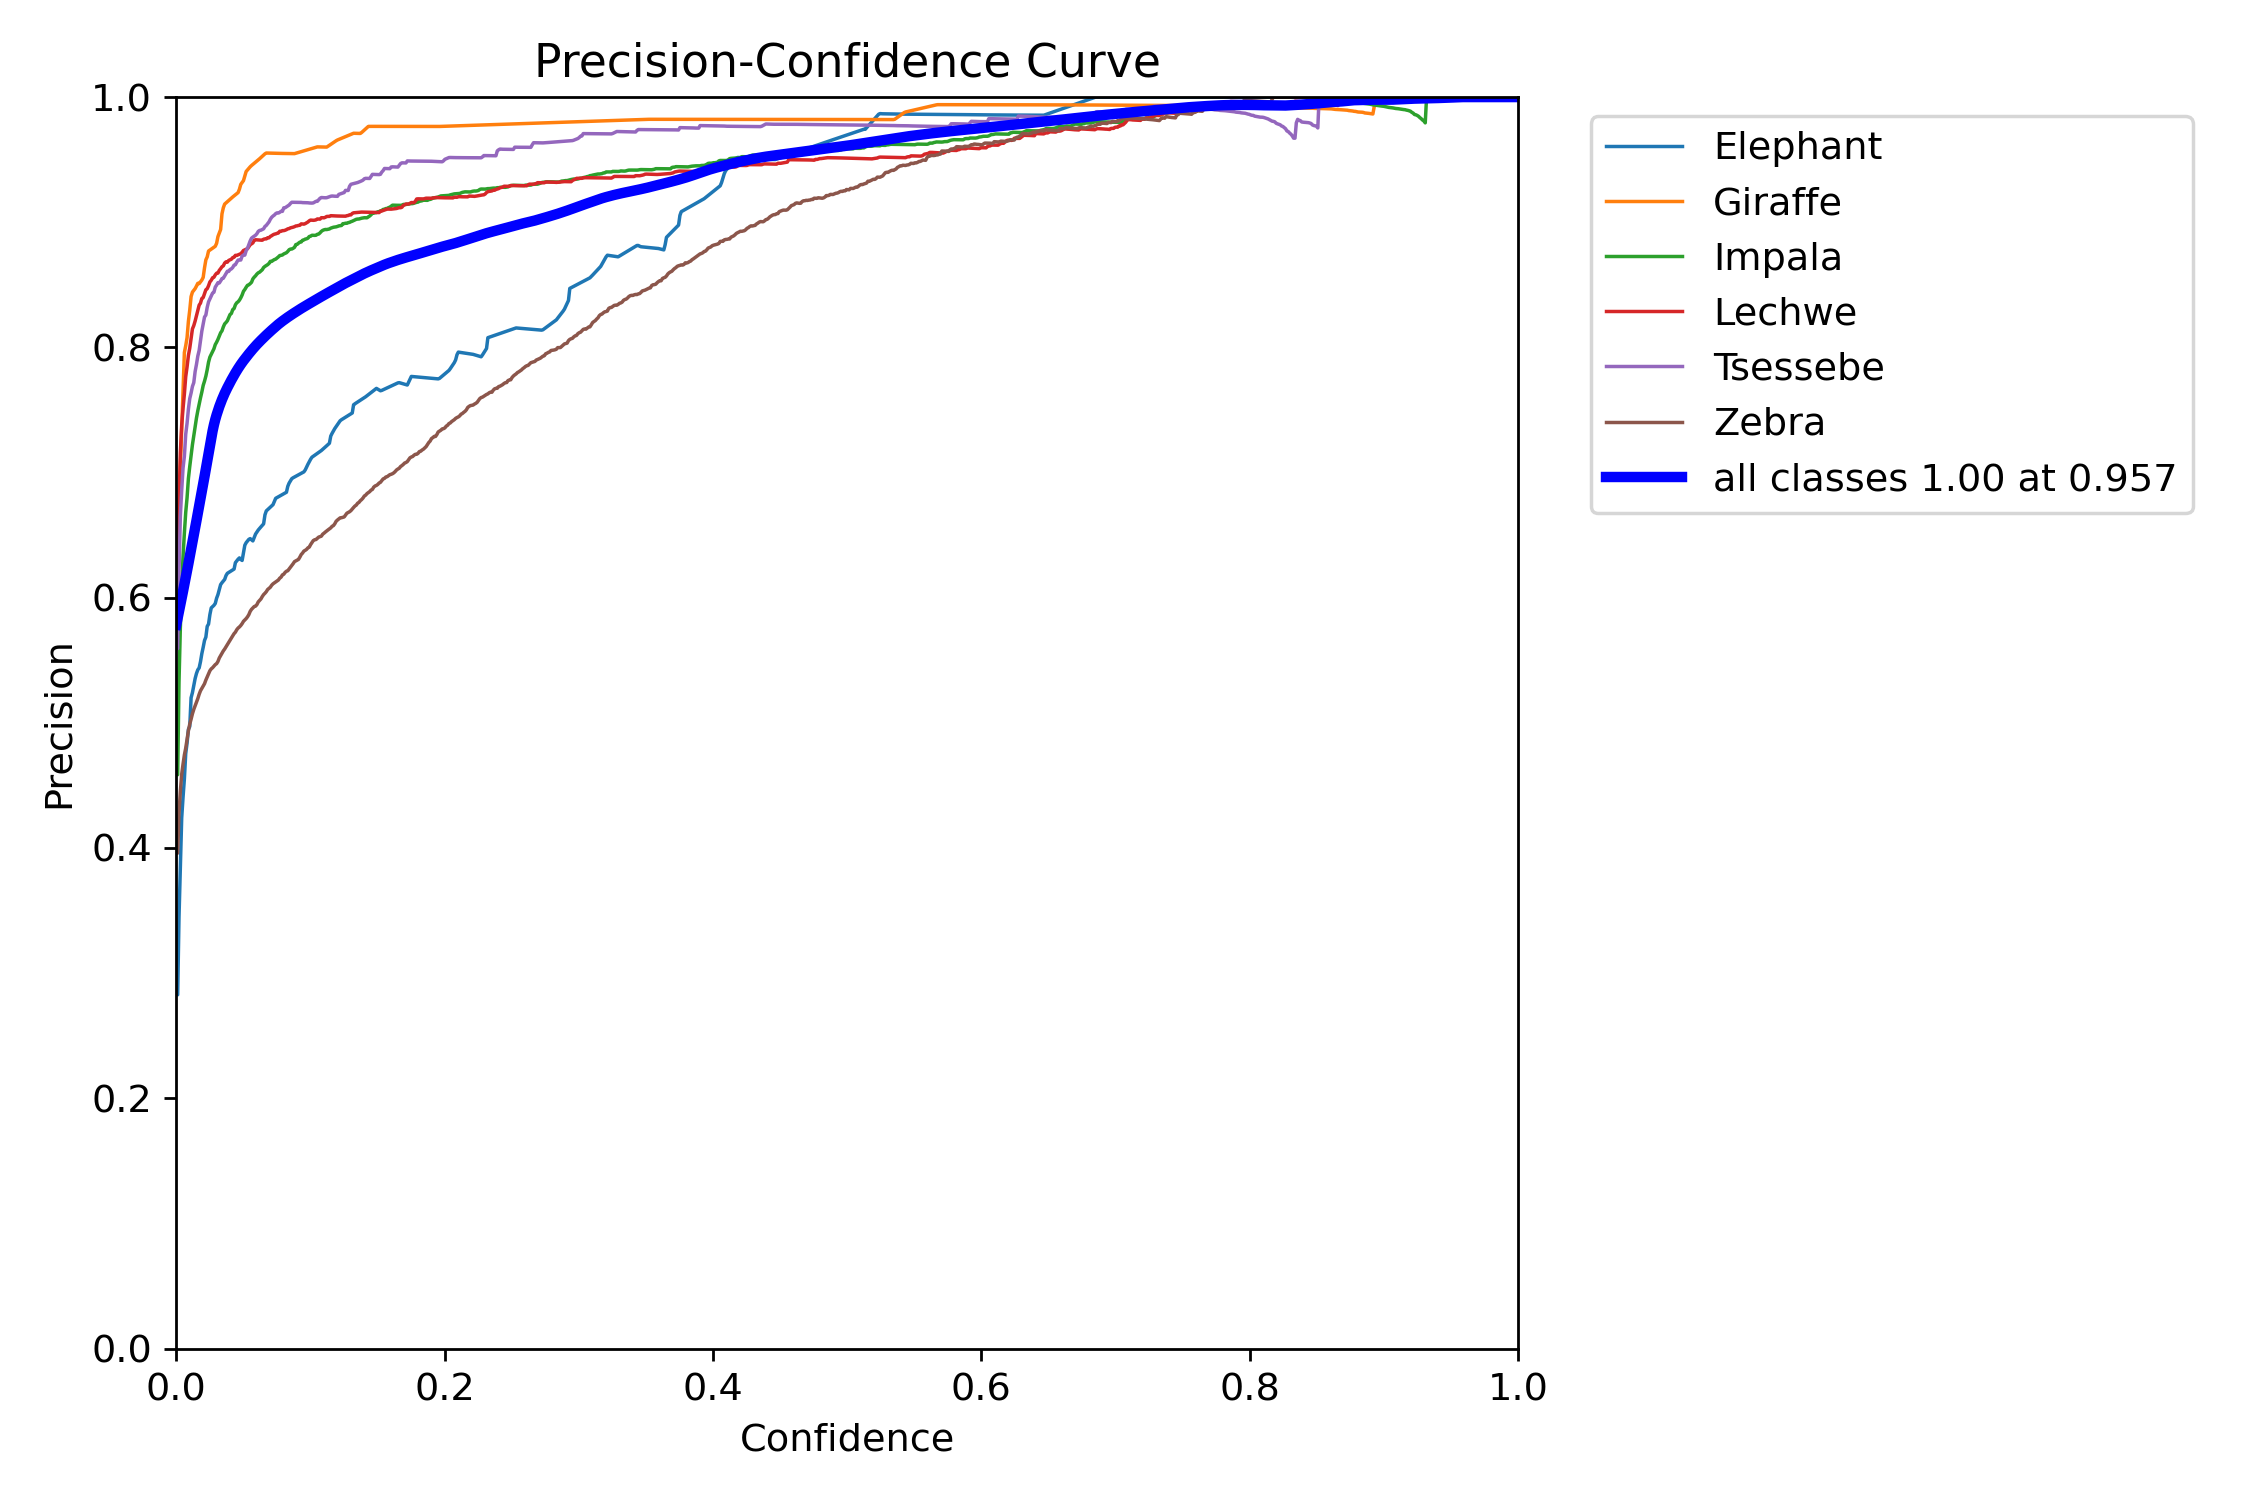 Precision-Confidence Curve
1.0
0.8
0.6
0.4
0.2
0.0
Precision
0.0 0.2 0.4 0.6 0.8 1.0
Confidence
Elephant
Giraffe
Impala
Lechwe
Tsessebe
Zebra
all classes 1.00 at 0.957